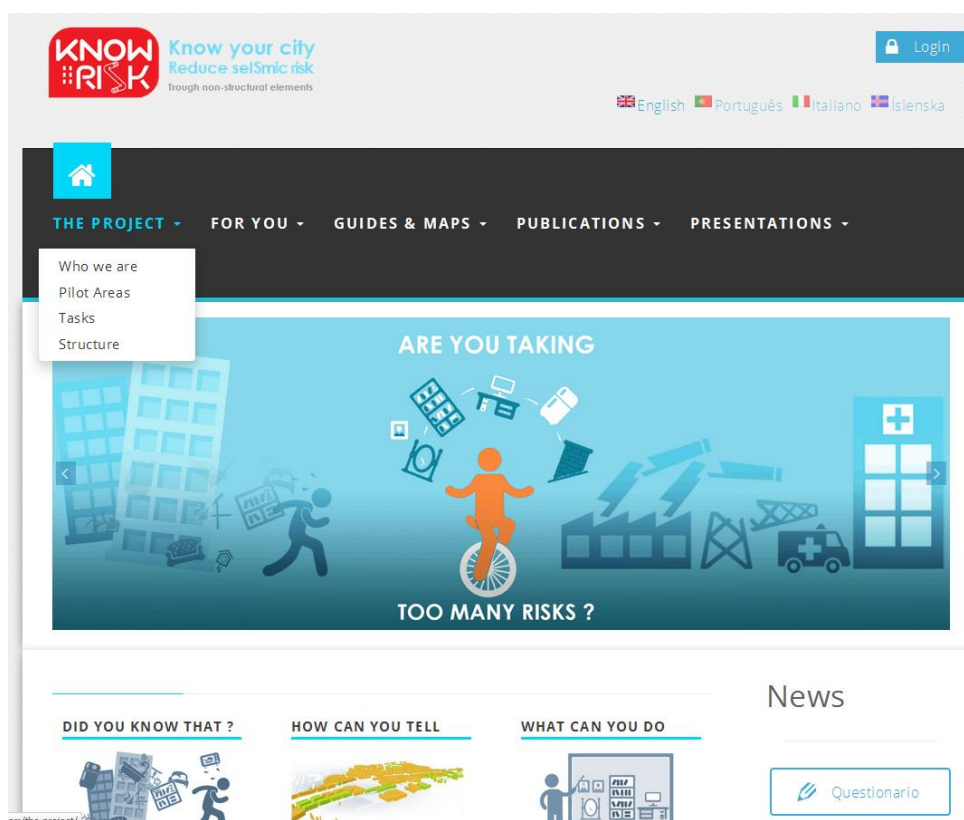 KNOW
RISK
Know your city
Reduce seISmic risk
Trough non-structural elements
Login
English Português Italiano Íslenska
THE PROJECT FOR YOU GUIDES & MAPS PUBLICATIONS PRESENTATIONS
Who we are
Pilot Areas
Tasks
Structure
ARE YOU TAKING
TOO MANY RISKS ?
News
DID YOU KNOW THAT ? HOW CAN YOU TELL WHAT CAN YOU DO
Questionario